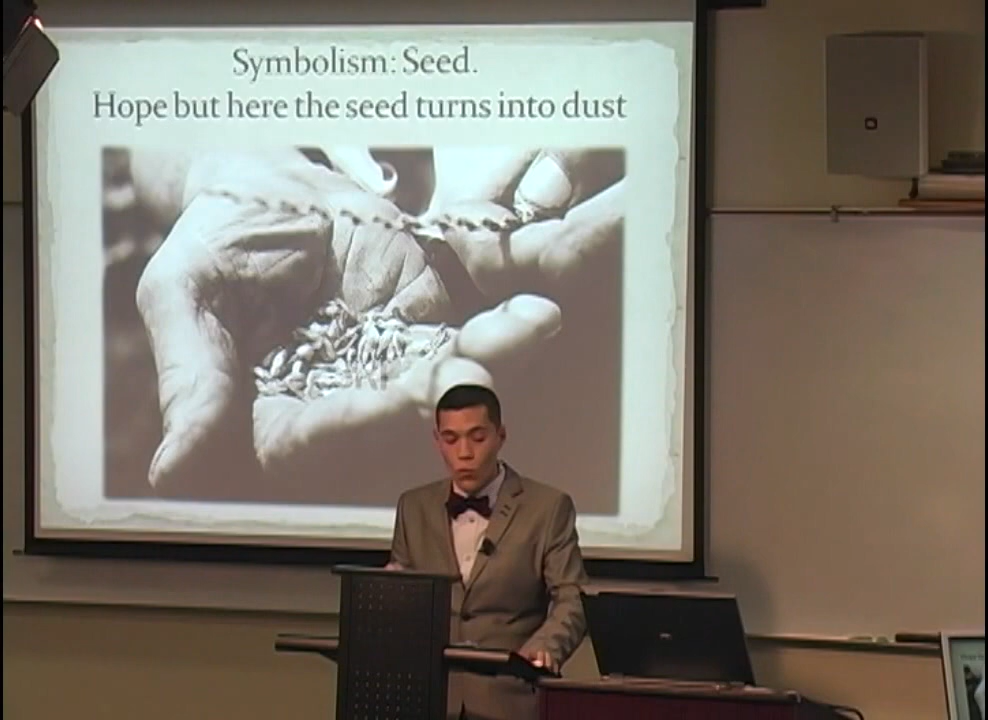 Symbolism: Seed.
Hope but here the seed turns into dust